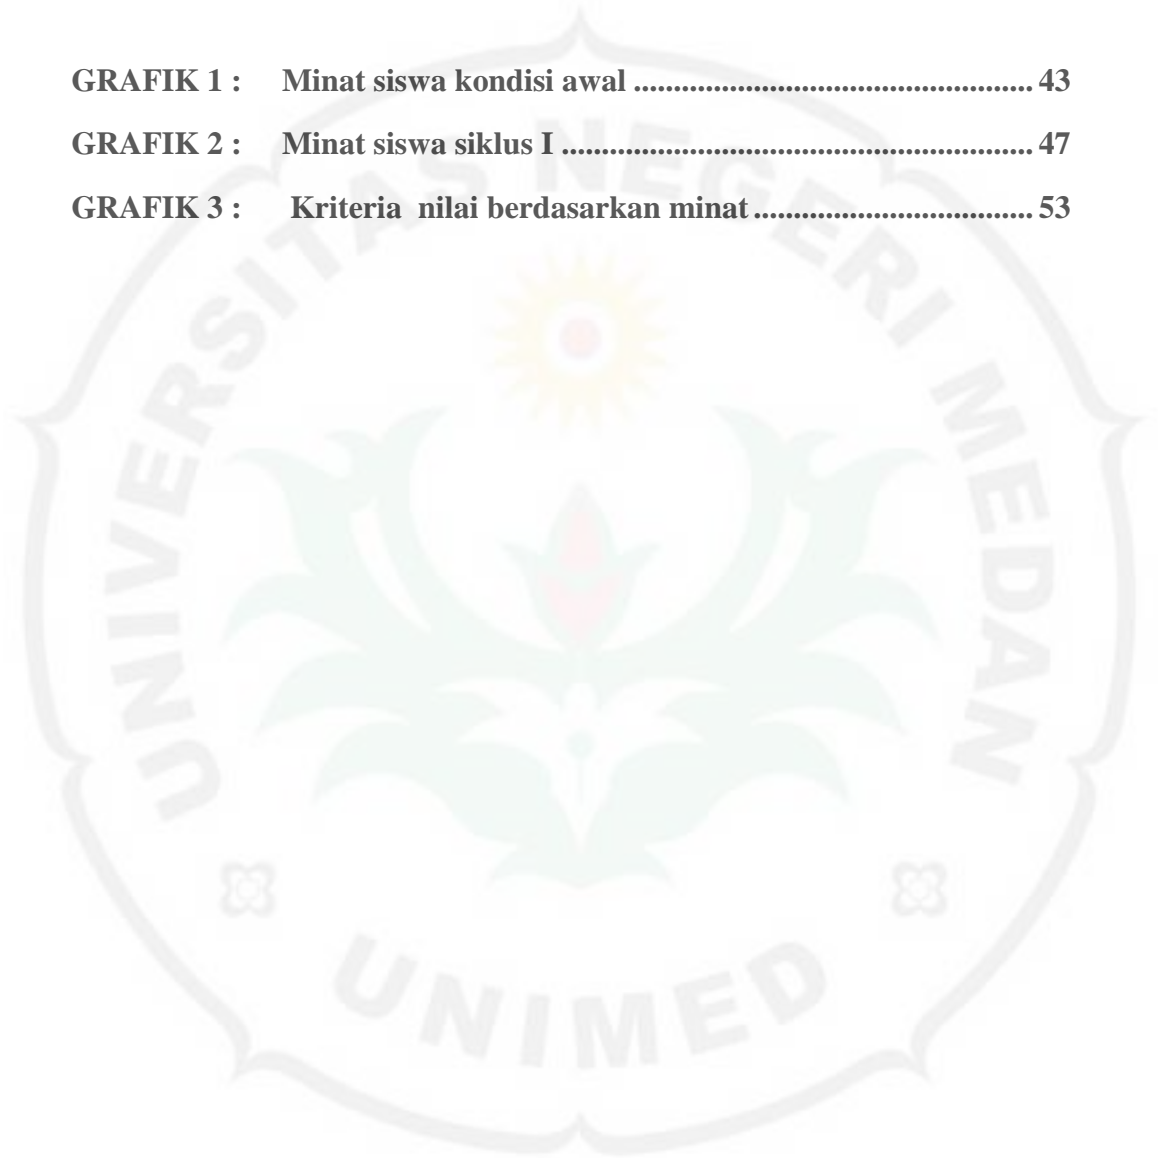 GRAFIK 1 : Minat siswa kondisi awal .................................................. 43
GRAFIK 2 : Minat siswa siklus I ........................................................... 47
GRAFIK 3 : Kriteria nilai berdasarkan minat ................................... 53
UNIVERSITAS NEGERI MEDAN
UNIMED